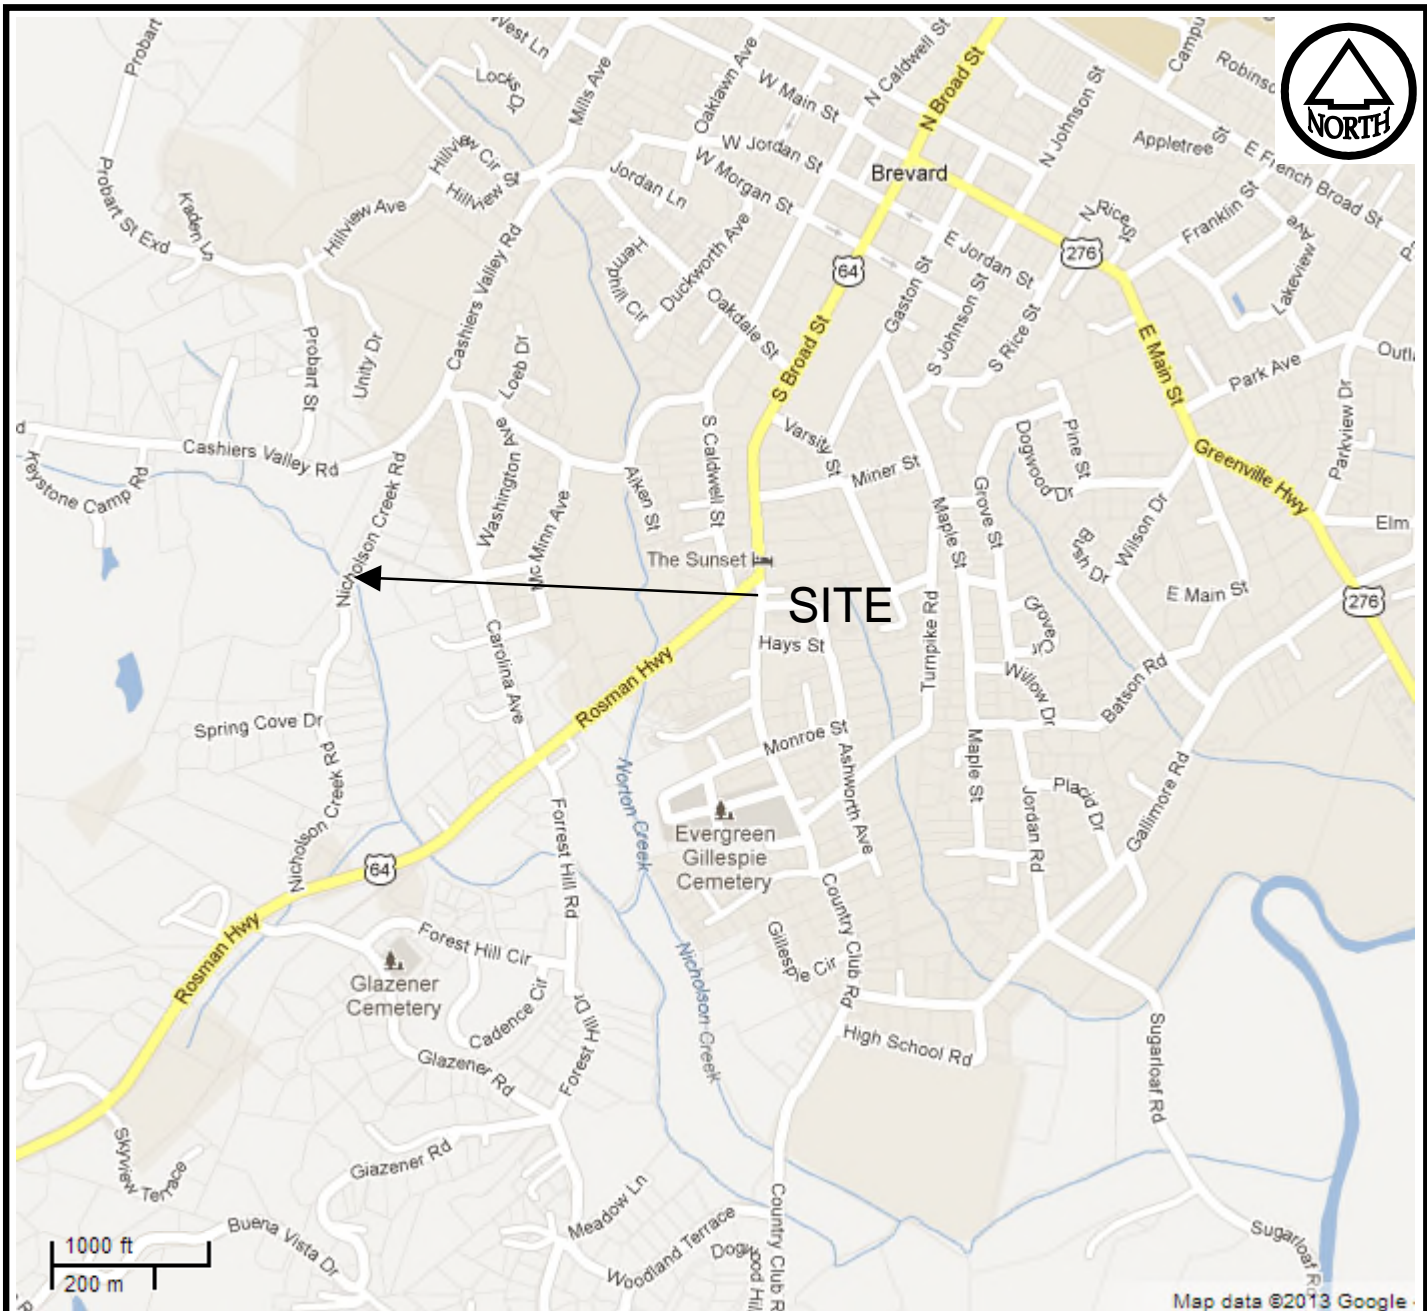 Probart
West Ln
Locks Dr
Mills Ave
Oaklawn Ave
W Main St
N Caldwell St
N Broad St
N Johnson St
Campu
Robinso
NORTH
Appletree St
E French Broad St
Hillview Cir
Hillview St
Jordan Ln
W Jordan St
W Morgan St
Brevard
Probart St Exd
Kaden Ln
Hillview Ave
Cashiers Valley Rd
Hemphill Cir
Duckworth Ave
Oakdale St
64
E Jordan St
N Rice St
276
Franklin St
Lakeview Ave
Probart St
Unity Dr
Loeb Dr
S Broad St
Gaston St
S Johnson St
S Rice St
E Main St
Park Ave
Outl
Parkview Dr
d
Keystone Camp Rd
Cashiers Valley Rd
Nicholson Creek Rd
Washington Ave
Mc Minn Ave
Aiken St
S Caldwell St
Varsity St
Miner St
Maple St
Grove St
Dogwood Dr
Pine St
Wilson Dr
Greenville Hwy
Elm
The Sunset
SITE
Bush Dr
E Main St
276
Hays St
Turnpike Rd
Grove Cir
Willow Dr
Batson Rd
Carolina Ave
Rosman Hwy
Spring Cove Dr
Nicholson Creek Rd
Norton Creek
Monroe St
Ashworth Ave
Maple St
Jordan Rd
Placid Dr
Gallimore Rd
Evergreen
Gillespie
Cemetery
64
Forrest Hill Rd
Country Club Rd
Gillespie Cir
Rosman Hwy
Forest Hill Cir
Glazener
Cemetery
Cadence Cir
Forest Hill Dr
Nicholson Creek
High School Rd
Sugarloaf Rd
Glazener Rd
Glazener Rd
Skyview Terrace
Buena Vista Dr
Meadow Ln
Woodland Terrace
Country Club R
Sugarloaf R
1000 ft
200 m
Map data ©2013 Google